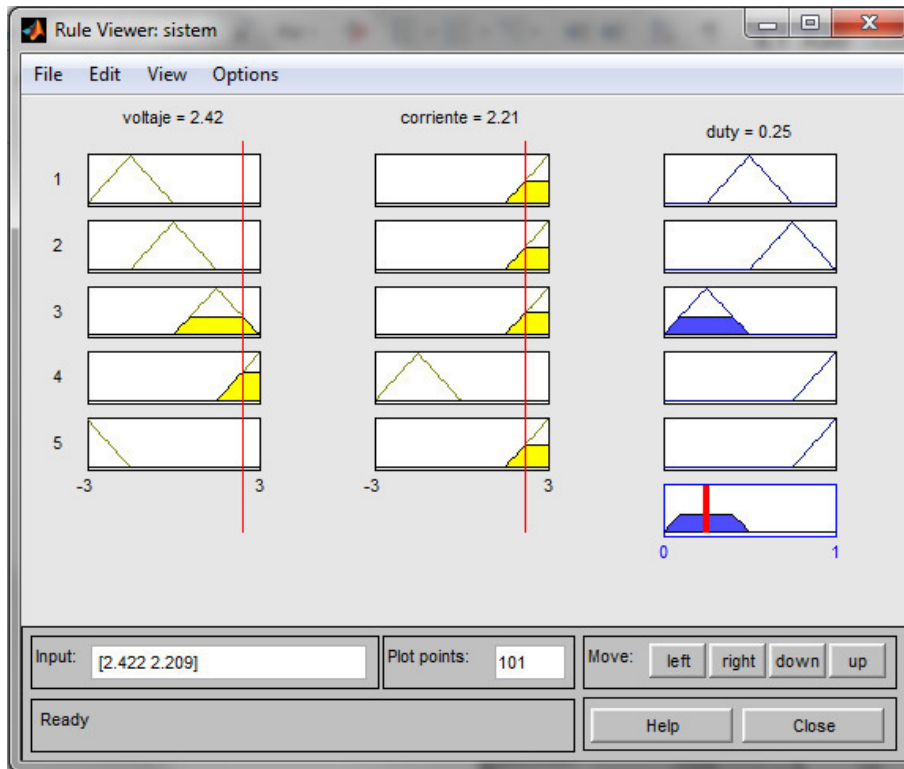 Rule Viewer: sistem
File Edit View Options
voltaje = 2.42
corriente = 2.21
duty = 0.25
1
2
3
4
5
-3 3
-3 3
0 1
Input: [2.422 2.209]
Plot points: 101
Move: left right down up
Ready
Help Close